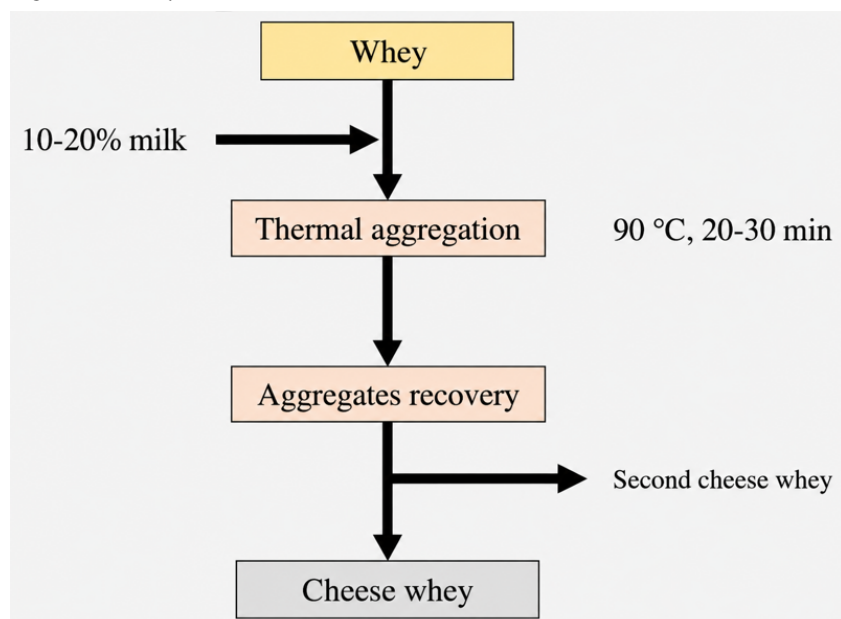 Whey
10-20% milk
Thermal aggregation
90 °C, 20-30 min
Aggregates recovery
Second cheese whey
Cheese whey